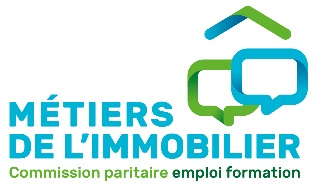 MÉTIERS
DE L'IMMOBILIER
Commission paritaire emploi formation